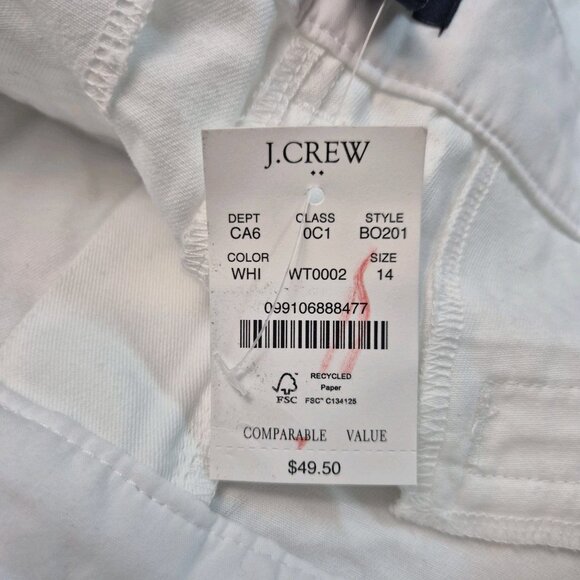 J.CREW
DEPT CLASS STYLE
CA6 0C1 BO201
COLOR SIZE
WHI WT0002 14
099106888477
RECYCLED
Paper
FSC™ C134125
FSC
COMPARABLE VALUE
$49.50